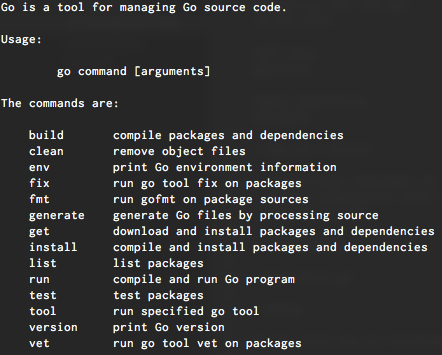 Go is a tool for managing Go source code.
Usage:
go command [arguments]
The commands are:
build compile packages and dependencies
clean remove object files
env print Go environment information
fix run go tool fix on packages
fmt run gofmt on package sources
generate generate Go files by processing source
get download and install packages and dependencies
install compile and install packages and dependencies
list list packages
run compile and run Go program
test test packages
tool run specified go tool
version print Go version
vet run go tool vet on packages